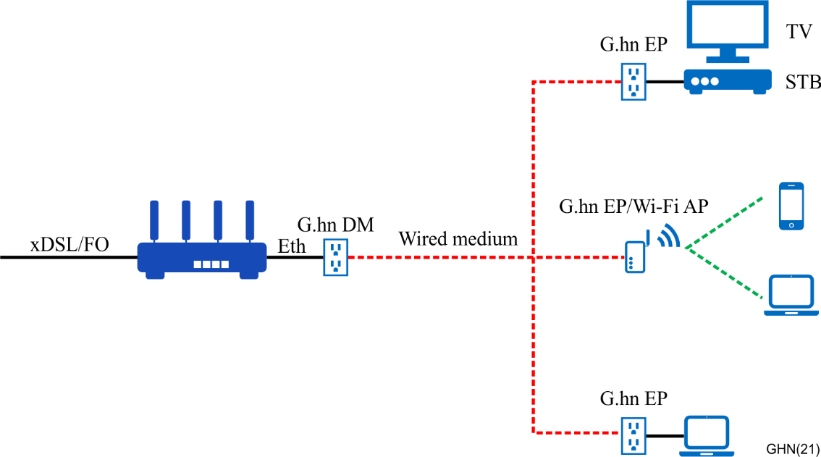 TV
G.hn EP
STB
G.hn EP/Wi-Fi AP
G.hn DM
xDSL/FO
Eth
Wired medium
G.hn EP
GHN(21)